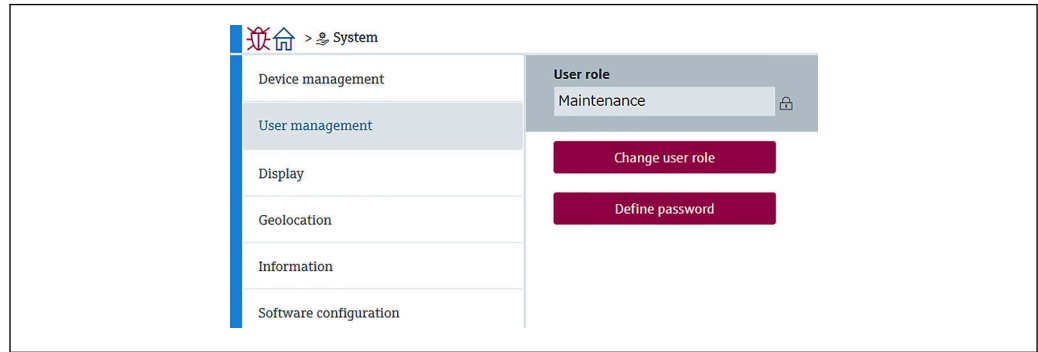 > System
Device management
User management
Display
Geolocation
Information
Software configuration
User role
Maintenance
Change user role
Define password